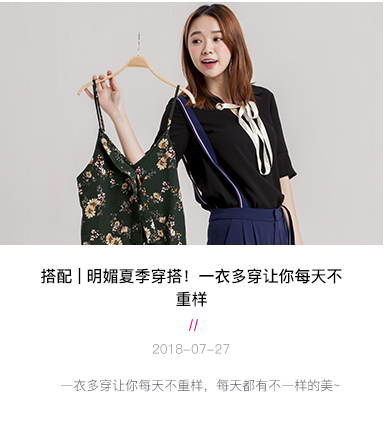 搭配 | 明媚夏季穿搭！一衣多穿让你每天不
重样
//
2018-07-27
一衣多穿让你每天不重样，每天都有不一样的美~